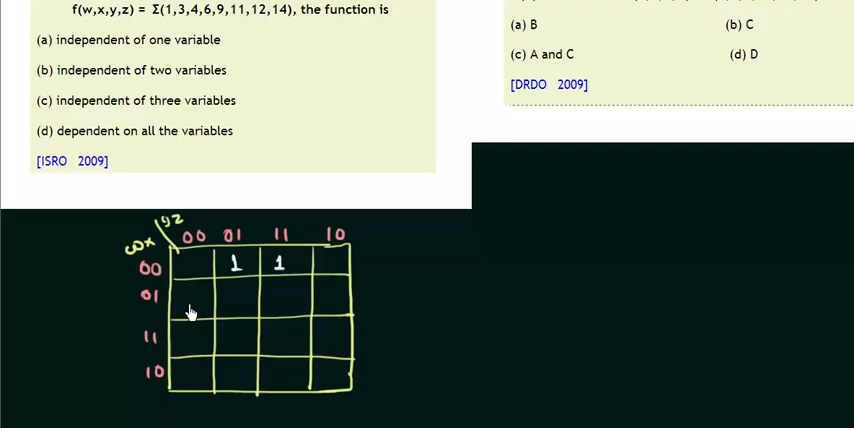 f(w,x,y,z) = Σ(1,3,4,6,9,11,12,14), the function is
(a) independent of one variable
(b) independent of two variables
(c) independent of three variables
(d) dependent on all the variables
[ISRO 2009]
(a) B (b) C
(c) A and C (d) D
[DRDO 2009]
yz
wx 00 01 11 10
00 1 1
01
11
10